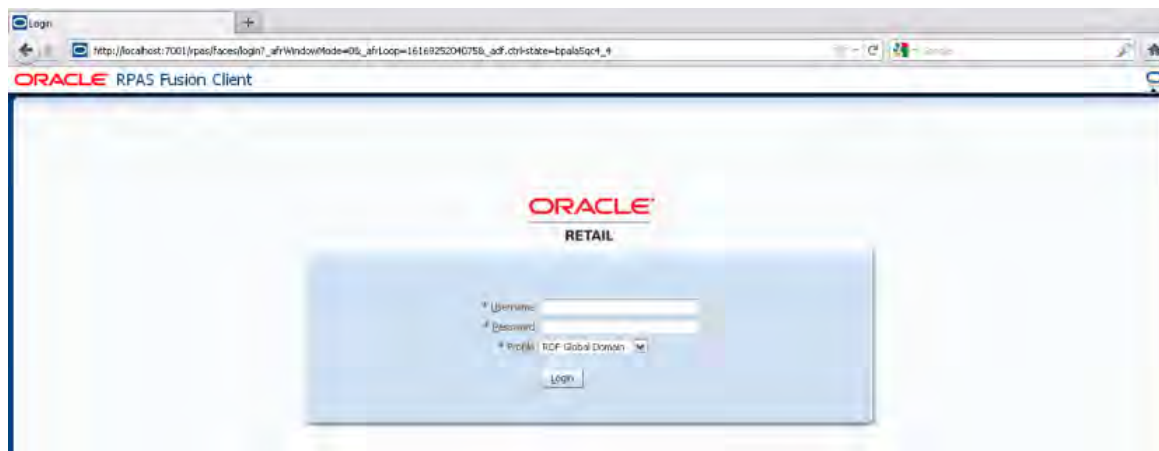 Login
http://localhost:7001/rpas/faces/login?_afrWindowMode=0&_afrLoop=1616925204075&_adf.ctrl-state=bpala5qc4_4
Google
ORACLE RPAS Fusion Client
ORACLE
RETAIL
* Username
* Password
* Profile RDF Global Domain
Login